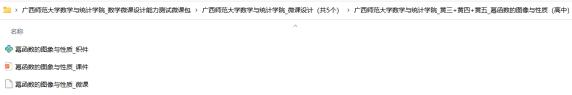 广西师范大学数学与统计学院_数学微课设计能力测试微课包 › 广西师范大学数学与统计学院_微课设计（共5个） › 广西师范大学数学与统计学院_黄三+黄四+黄五_幂函数的图像与性质（高中）
名称
幂函数的图象与性质_积件
幂函数的图象与性质_课件
幂函数的图像与性质_微课